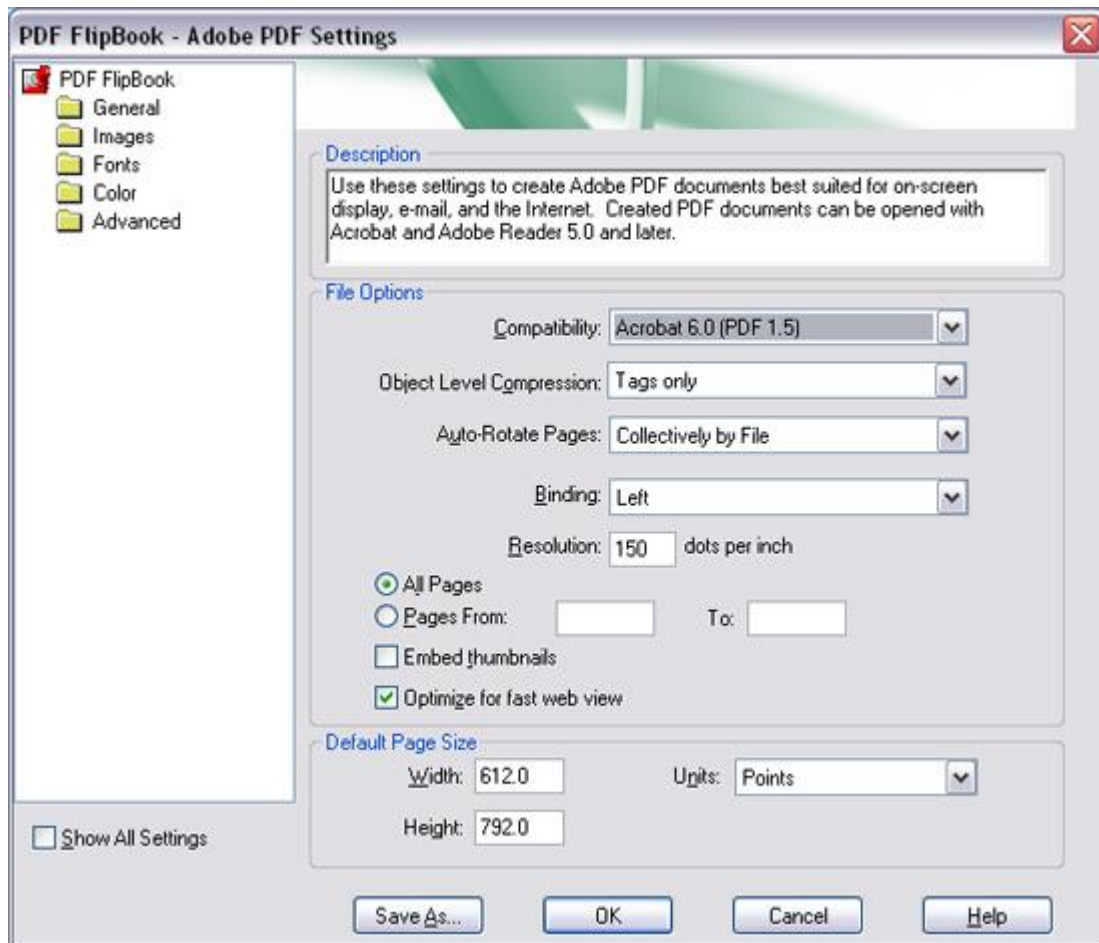 PDF FlipBook - Adobe PDF Settings
PDF FlipBook
General
Images
Fonts
Color
Advanced
Show All Settings
Description
Use these settings to create Adobe PDF documents best suited for on-screen
display, e-mail, and the Internet. Created PDF documents can be opened with
Acrobat and Adobe Reader 5.0 and later.
File Options
Compatibility: Acrobat 6.0 (PDF 1.5)
Object Level Compression: Tags only
Auto-Rotate Pages: Collectively by File
Binding: Left
Resolution: 150 dots per inch
All Pages
Pages From: To:
Embed thumbnails
Optimize for fast web view
Default Page Size
Width: 612.0 Units: Points
Height: 792.0
Save As... OK Cancel Help